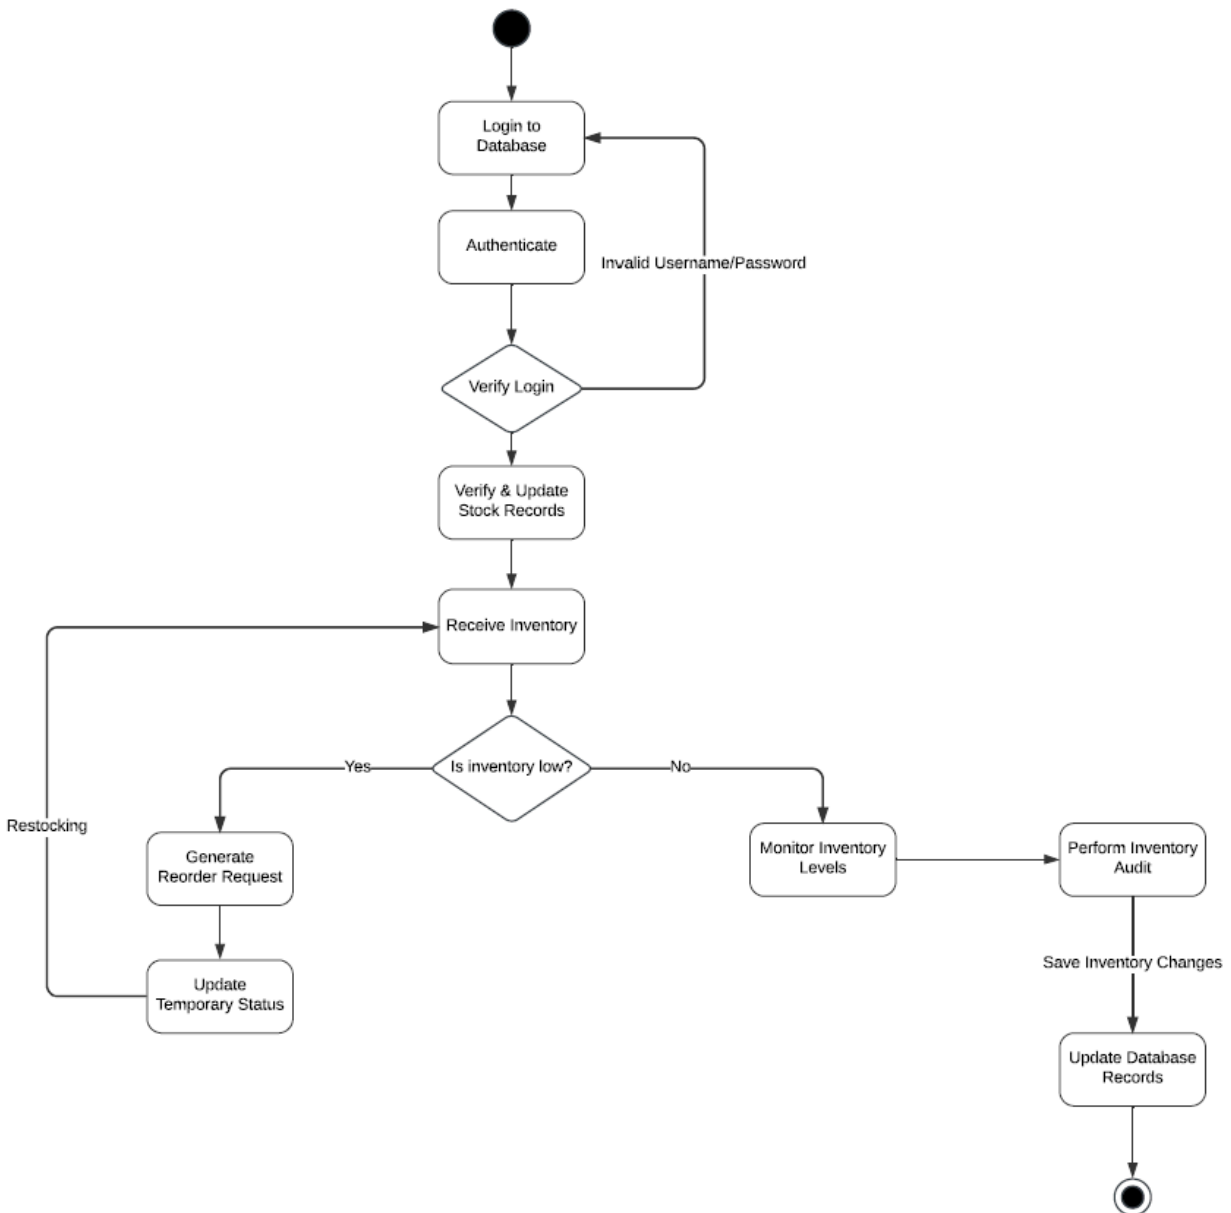 Login to
Database
Authenticate
Invalid Username/Password
Verify Login
Verify & Update
Stock Records
Receive Inventory
Is inventory low?
Yes
No
Restocking
Generate
Reorder Request
Update
Temporary Status
Monitor Inventory
Levels
Perform Inventory
Audit
Save Inventory Changes
Update Database
Records